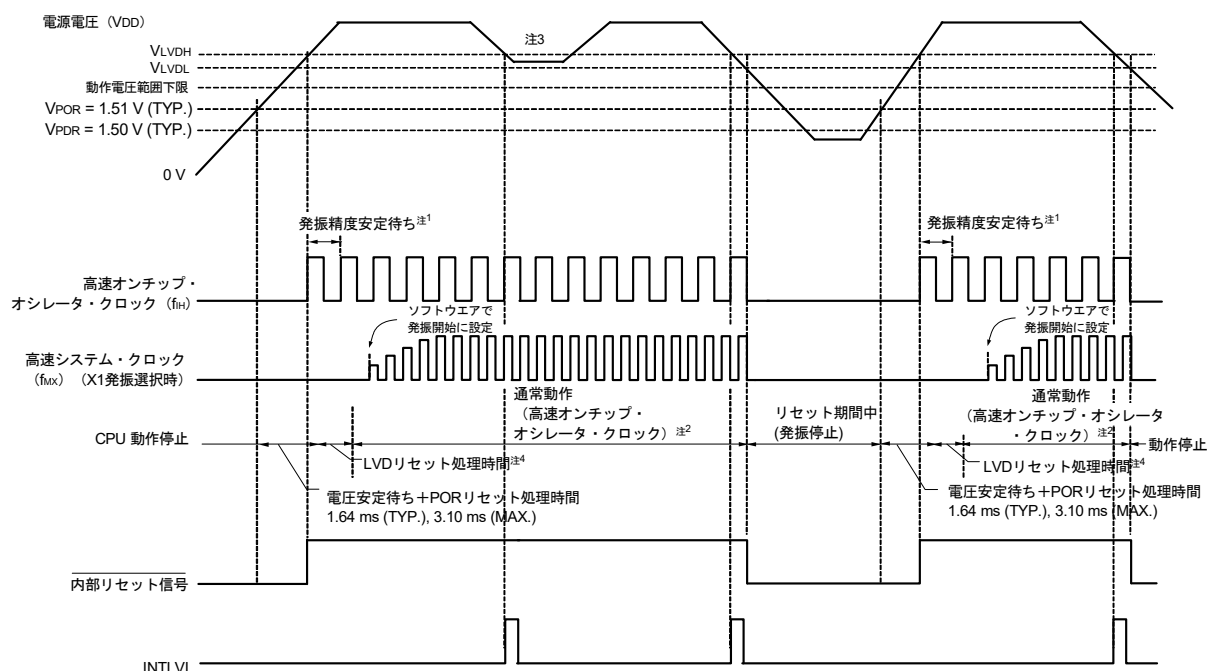 電源電圧（VDD）
注3
VLVDH
VLVDL
動作電圧範囲下限
VPOR = 1.51 V (TYP.)
VPDR = 1.50 V (TYP.)
0 V
発振精度安定待ち注1
発振精度安定待ち注1
高速オンチップ・
オシレータ・クロック（fIH）
ソフトウエアで
発振開始に設定
ソフトウエアで
発振開始に設定
高速システム・クロック
（fMX）（X1発振選択時）
通常動作
（高速オンチップ・
オシレータ・クロック）注2
リセット期間中
(発振停止)
通常動作
（高速オンチップ・オシレータ
・クロック）注2
CPU 動作停止
動作停止
LVDリセット処理時間注4
LVDリセット処理時間注4
電圧安定待ち＋PORリセット処理時間
1.64 ms (TYP.), 3.10 ms (MAX.)
電圧安定待ち＋PORリセット処理時間
1.64 ms (TYP.), 3.10 ms (MAX.)
内部リセット信号
INTLVI